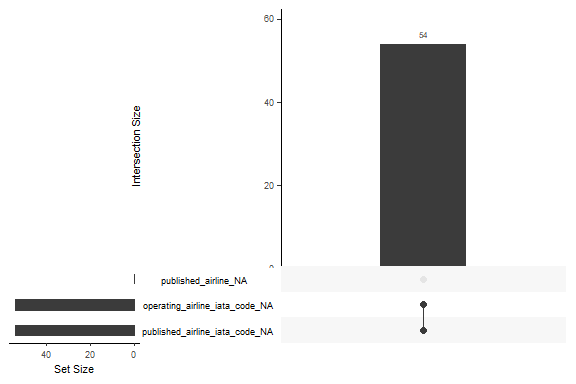 60
54
40
20
0
Intersection Size
published_airline_NA
operating_airline_iata_code_NA
published_airline_iata_code_NA
40 20 0
Set Size